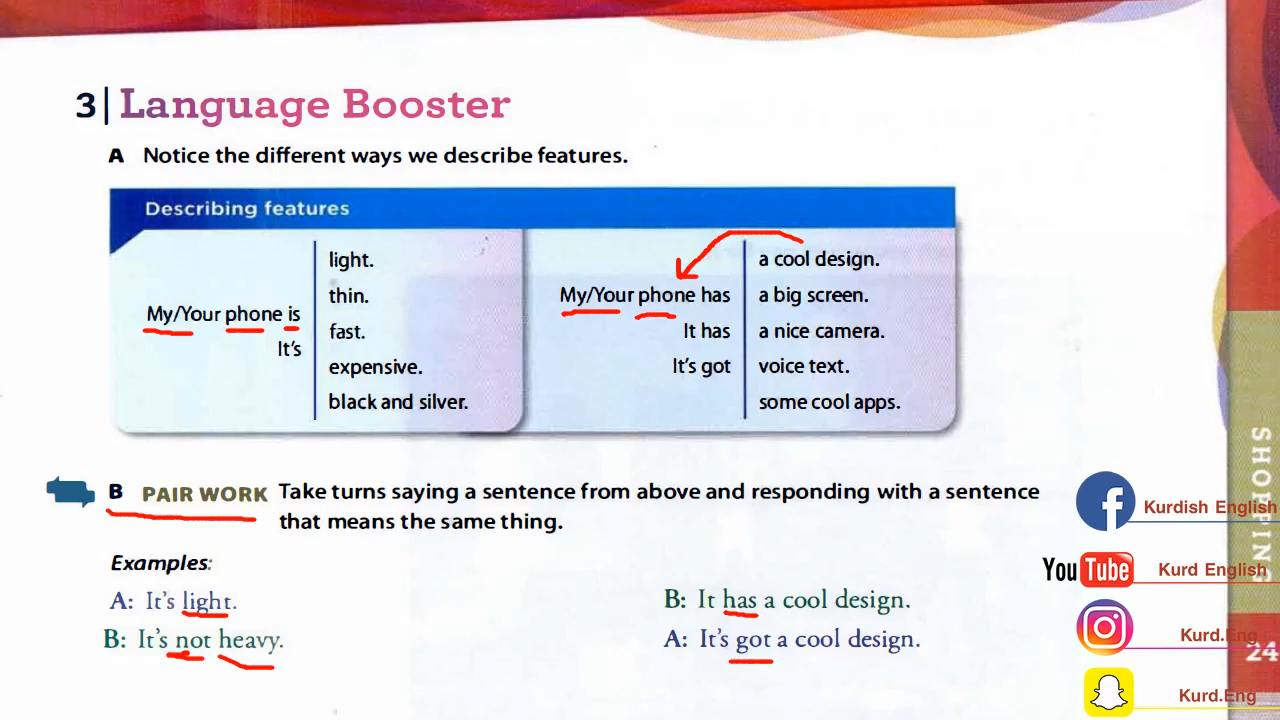 3 | Language Booster
A Notice the different ways we describe features.
Describing features
My/Your phone is
It's
light.
thin.
fast.
expensive.
black and silver.
My/Your phone has
It has
It's got
a cool design.
a big screen.
a nice camera.
voice text.
some cool apps.
B PAIR WORK Take turns saying a sentence from above and responding with a sentence
that means the same thing.
Examples:
A: It's light.
B: It's not heavy.
B: It has a cool design.
A: It's got a cool design.
SHOPPING
24
Kurdish English
YouTube Kurd English
Kurd.Eng
Kurd.Eng